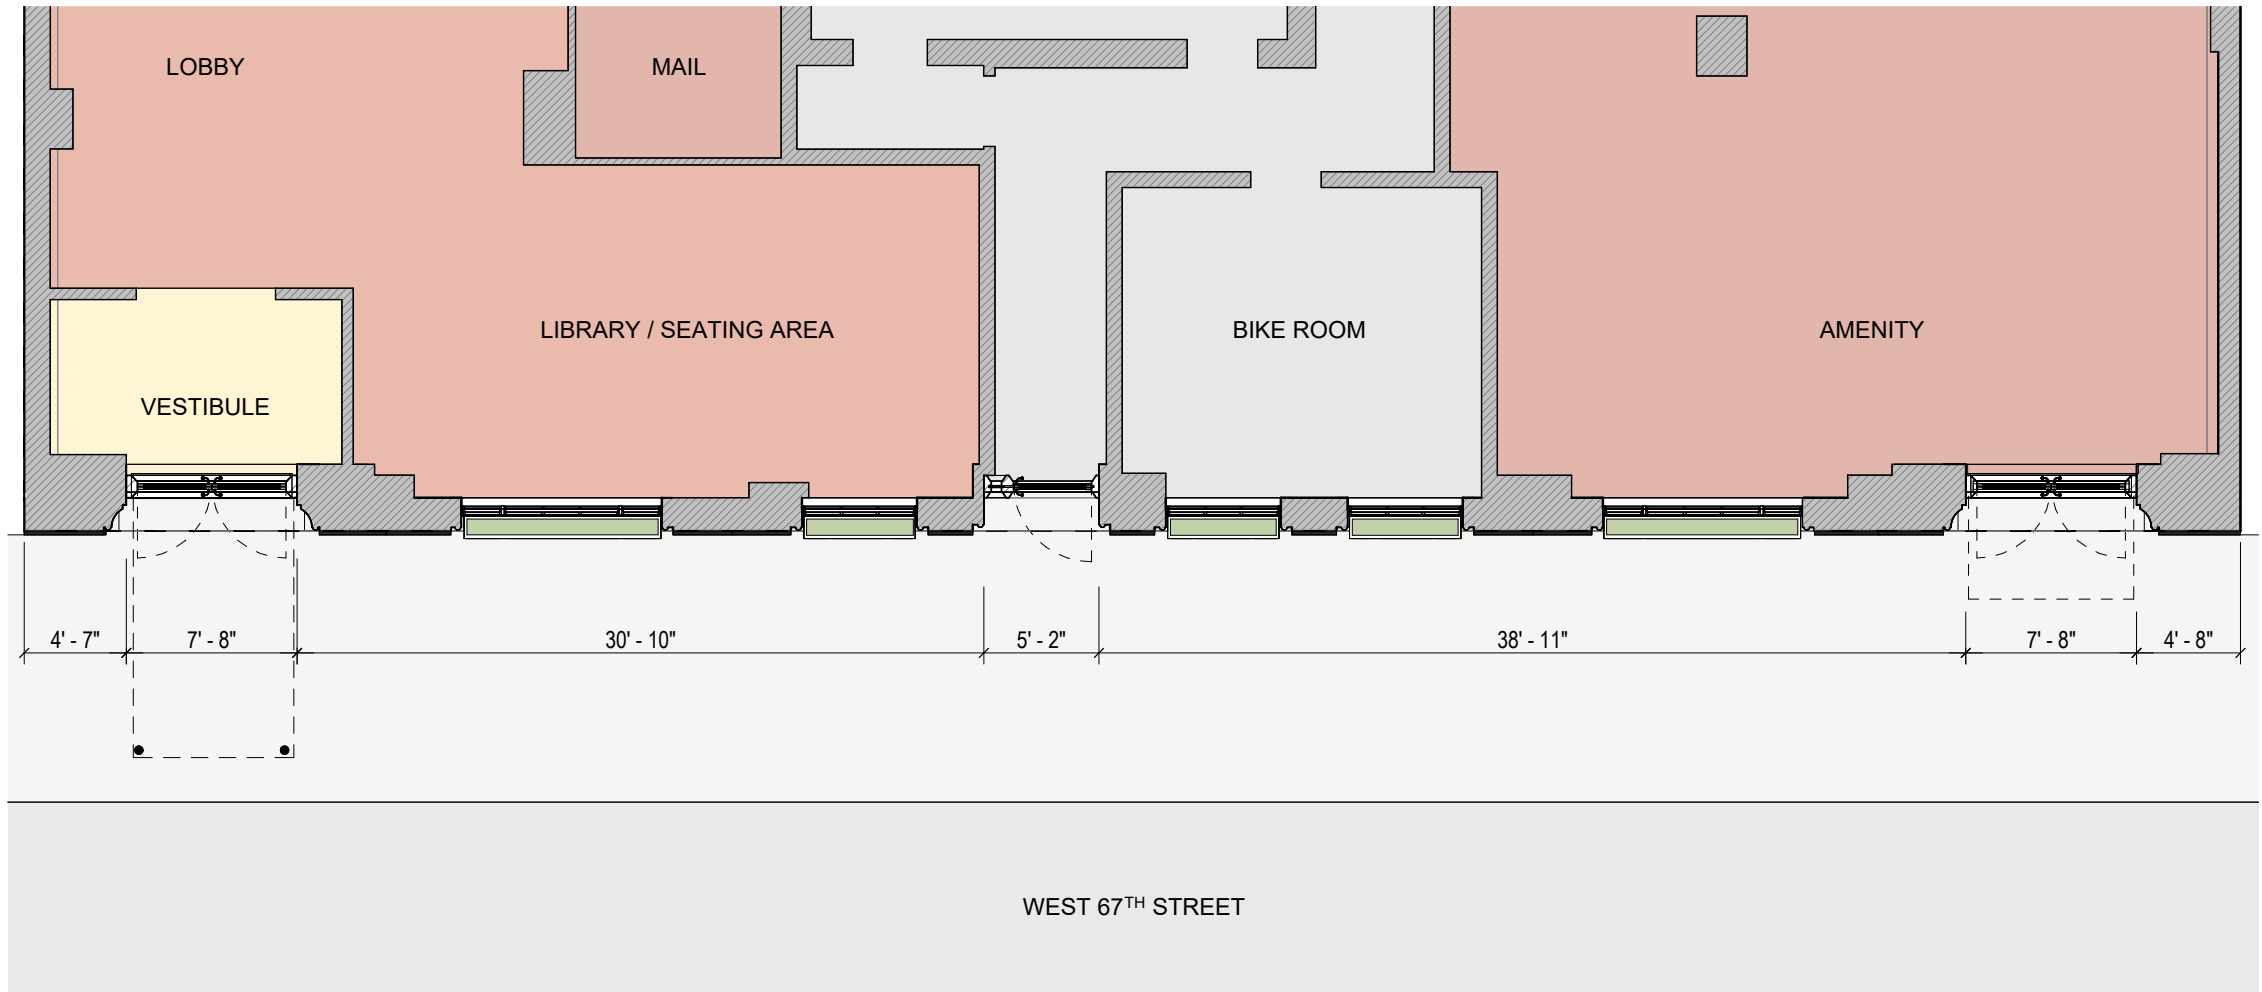 LOBBY
MAIL
LIBRARY / SEATING AREA
BIKE ROOM
AMENITY
VESTIBULE
4' - 7"
7' - 8"
30' - 10"
5' - 2"
38' - 11"
7' - 8"
4' - 8"
WEST 67TH STREET